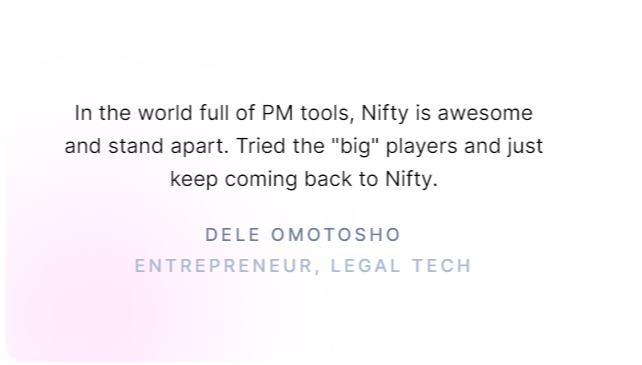 In the world full of PM tools, Nifty is awesome
and stand apart. Tried the "big" players and just
keep coming back to Nifty.
DELE OMOTOSHO
ENTREPRENEUR, LEGAL TECH